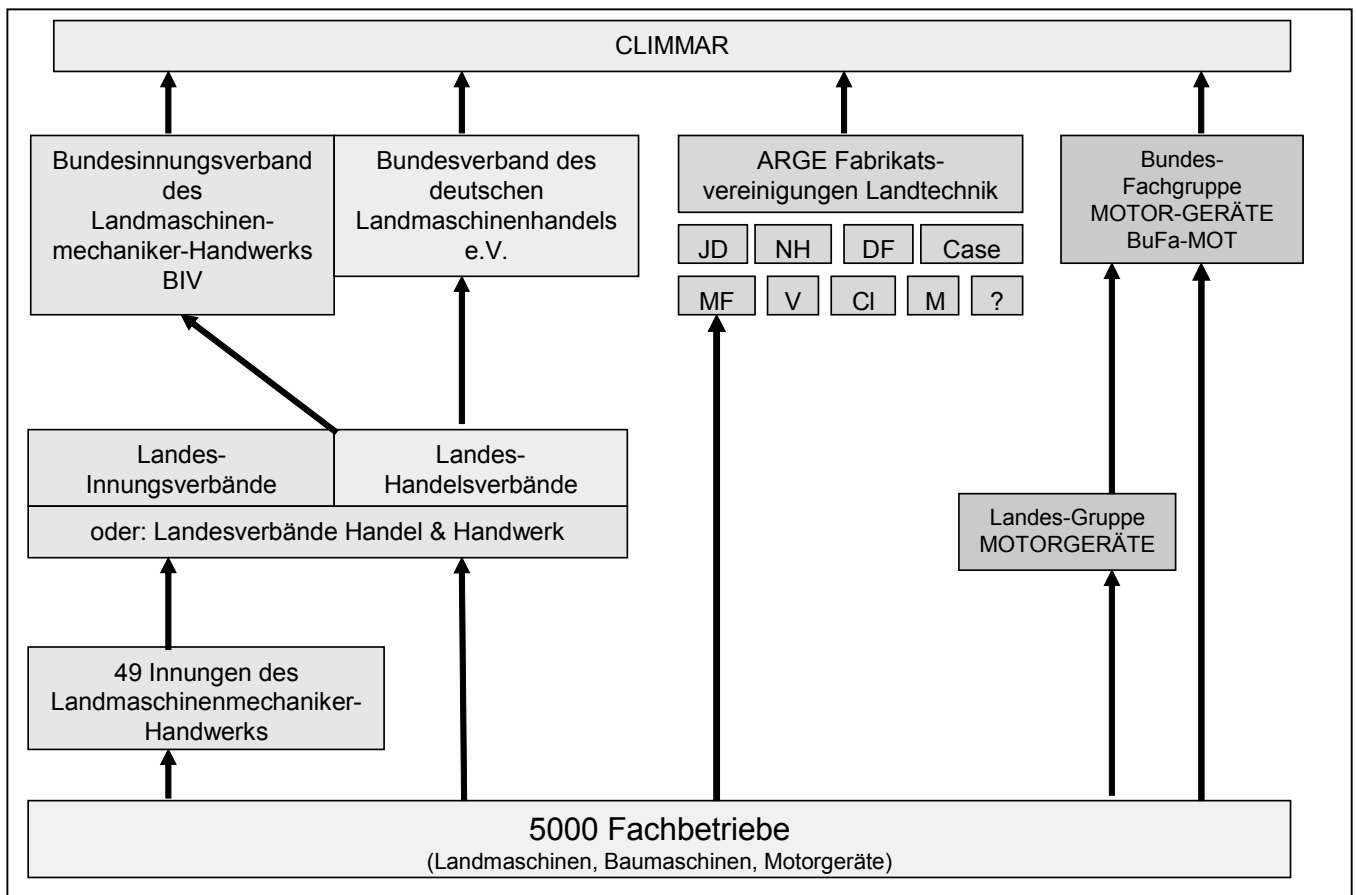 CLIMMAR
Bundesinnungsverband
des
Landmaschinen-
mechaniker-Handwerks
BIV
Bundesverband des
deutschen
Landmaschinenhandels
e.V.
ARGE Fabrikats-
vereinigungen Landtechnik
JD NH DF Case
MF V Cl M ?
Bundes-
Fachgruppe
MOTOR-GERÄTE
BuFa-MOT
Landes-
Innungsverbände
Landes-
Handelsverbände
oder: Landesverbände Handel & Handwerk
Landes-Gruppe
MOTORGERÄTE
49 Innungen des
Landmaschinenmechaniker-
Handwerks
5000 Fachbetriebe
(Landmaschinen, Baumaschinen, Motorgeräte)